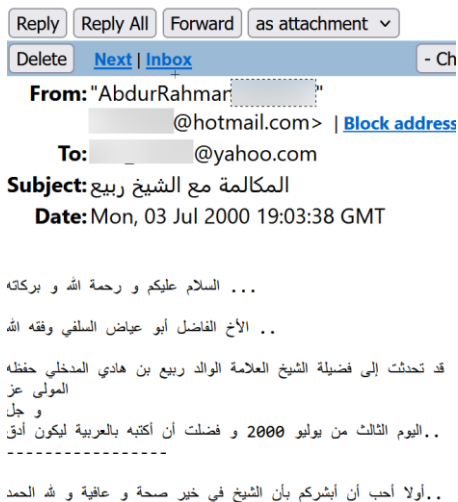 Reply Reply All Forward as attachment
Delete Next | Inbox - Ch
From: "AbdurRahman "
@hotmail.com> | Block address
To: _ @yahoo.com
Subject: المكالمة مع الشيخ ربيع
Date: Mon, 03 Jul 2000 19:03:38 GMT
... السلام عليكم و رحمة الله و بركاته
.. الأخ الفاضل أبو عياض السلفي وفقه الله
قد تحدثت إلى فضيلة الشيخ العلامة الوالد ربيع بن هادي المدخلي حفظه
المولى عز
و جل
..اليوم الثالث من يوليو 2000 و فضلت أن أكتبه بالعربية ليكون أدق
-----------------
..أولا أحب أن أبشركم بأن الشيخ في خير صحة و عافية و لله الحمد